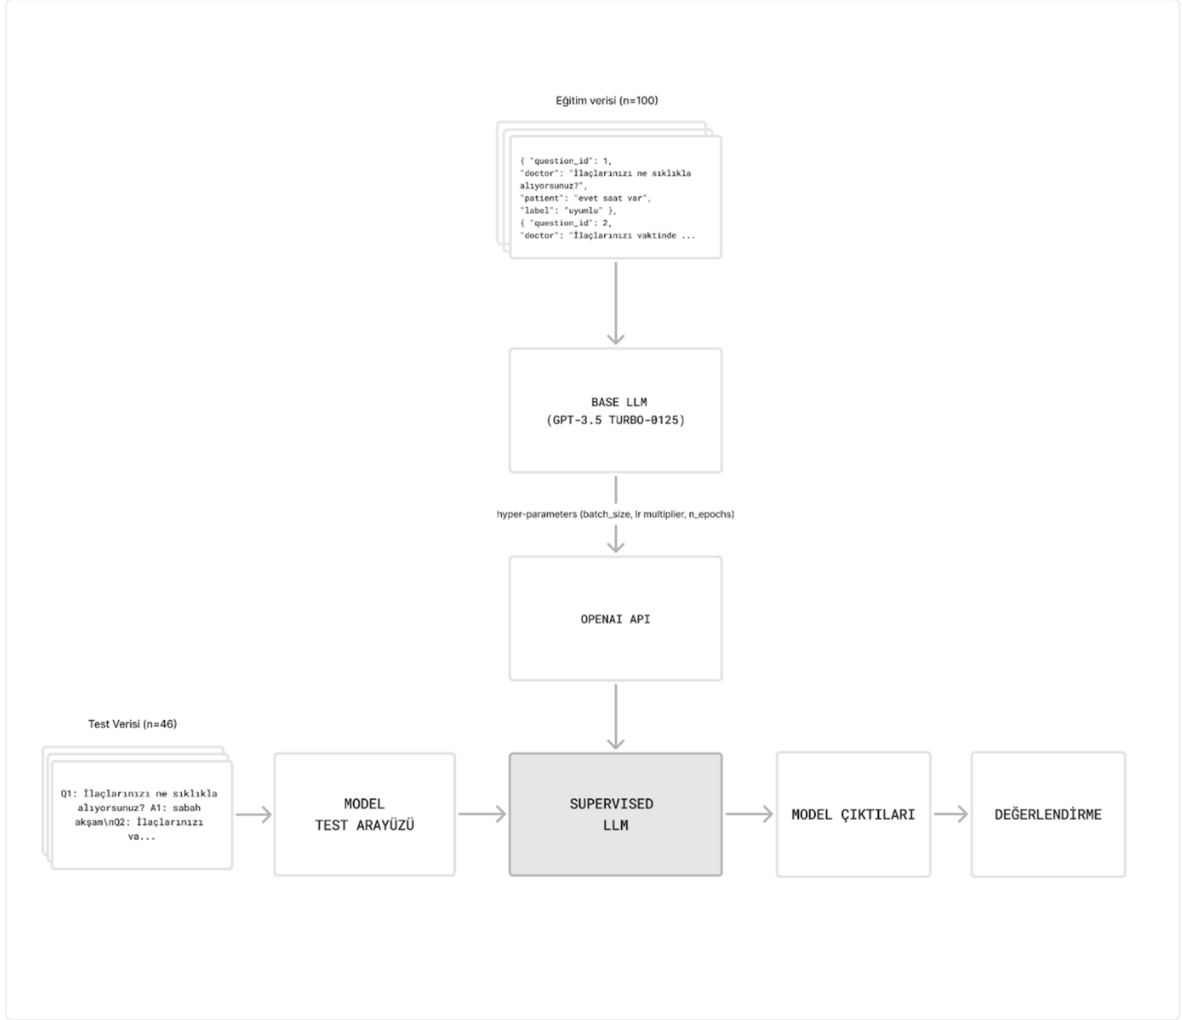 Eğitim verisi (n=100)
{ "question_id": 1,
"doctor": "İlaçlarınızı ne sıklıkla
alıyorsunuz?",
"patient": "evet saat var",
"label": "uyumlu" },
{ "question_id": 2,
"doctor": "İlaçlarınızı vaktinde ...
BASE LLM
(GPT-3.5 TURBO-0125)
hyper-parameters (batch_size, lr multiplier, n_epochs)
OPENAI API
Test Verisi (n=46)
Q1: İlaçlarınızı ne sıklıkla
alıyorsunuz? A1: sabah
akşam\nQ2: İlaçlarınızı
va...
MODEL
TEST ARAYÜZÜ
SUPERVISED
LLM
MODEL ÇIKTILARI
DEĞERLENDİRME